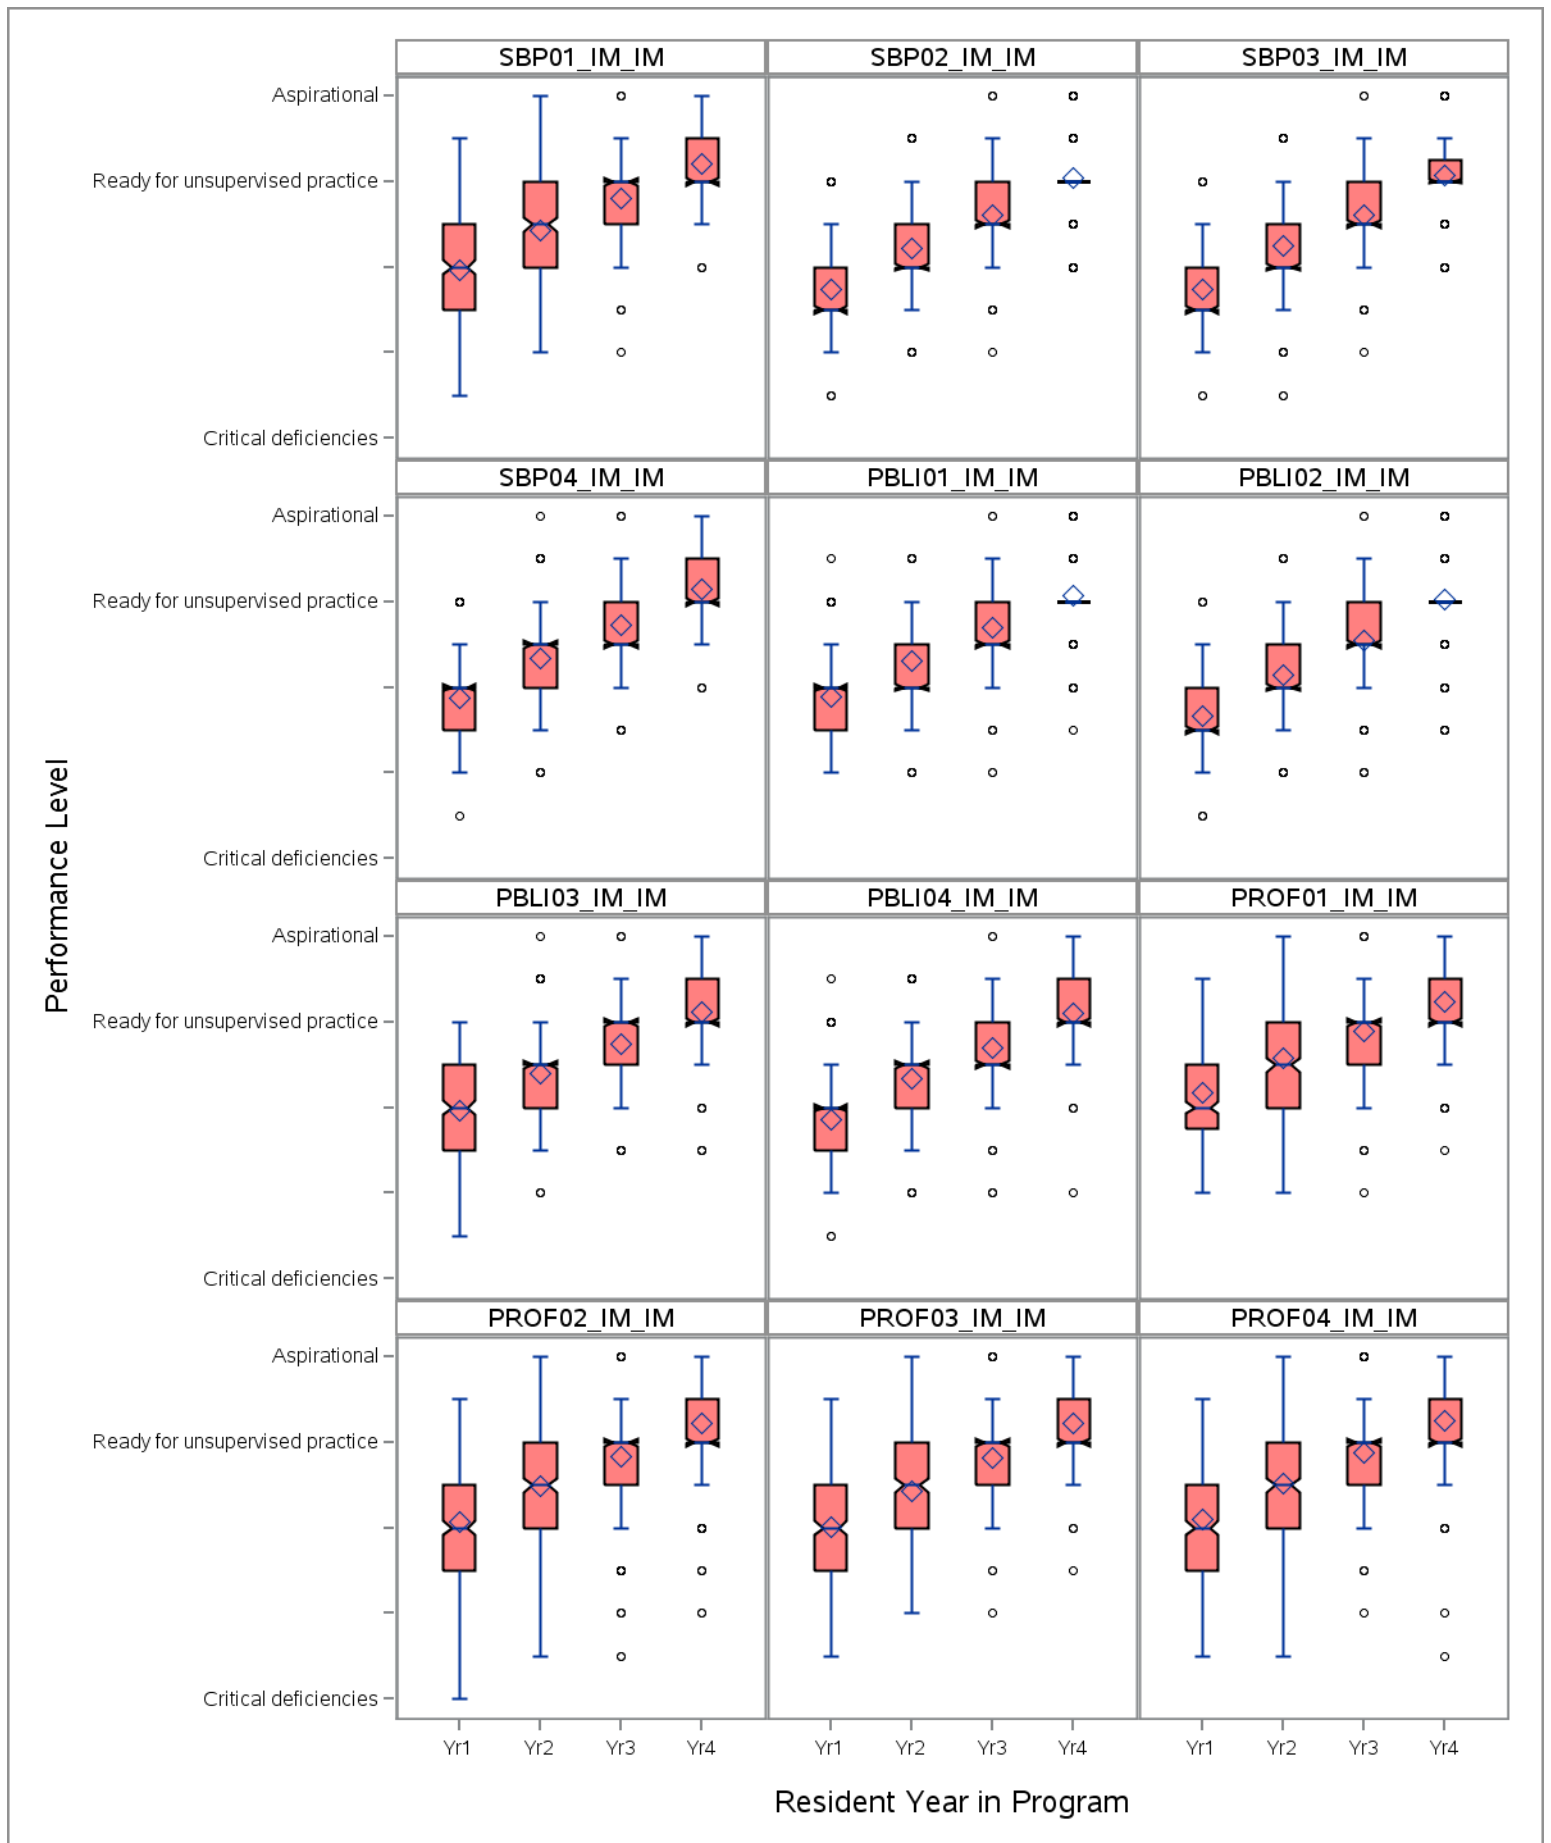 SBP01_IM_IM SBP02_IM_IM SBP03_IM_IM
Aspirational
Ready for unsupervised practice
Critical deficiencies
SBP04_IM_IM PBLI01_IM_IM PBLI02_IM_IM
Aspirational
Ready for unsupervised practice
Critical deficiencies
PBLI03_IM_IM PBLI04_IM_IM PROF01_IM_IM
Aspirational
Ready for unsupervised practice
Critical deficiencies
PROF02_IM_IM PROF03_IM_IM PROF04_IM_IM
Aspirational
Ready for unsupervised practice
Critical deficiencies
Performance Level
Yr1 Yr2 Yr3 Yr4 Yr1 Yr2 Yr3 Yr4 Yr1 Yr2 Yr3 Yr4
Resident Year in Program